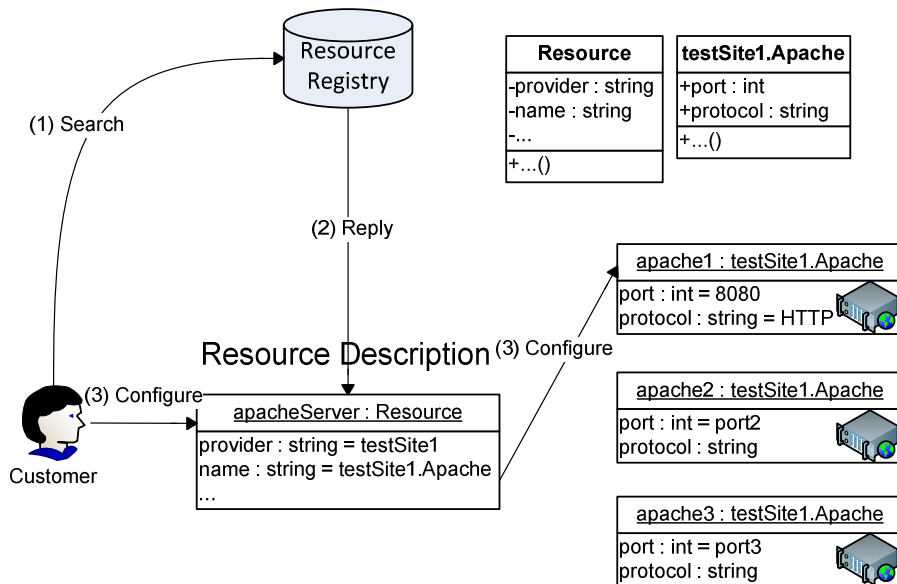 Resource
Registry
(1) Search
(2) Reply
Resource
-provider : string
-name : string
-...
+...()
testSite1.Apache
+port : int
+protocol : string
+...()
Resource Description
(3) Configure
(3) Configure
Customer
apacheServer : Resource
provider : string = testSite1
name : string = testSite1.Apache
...
apache1 : testSite1.Apache
port : int = 8080
protocol : string = HTTP
apache2 : testSite1.Apache
port : int = port2
protocol : string
apache3 : testSite1.Apache
port : int = port3
protocol : string